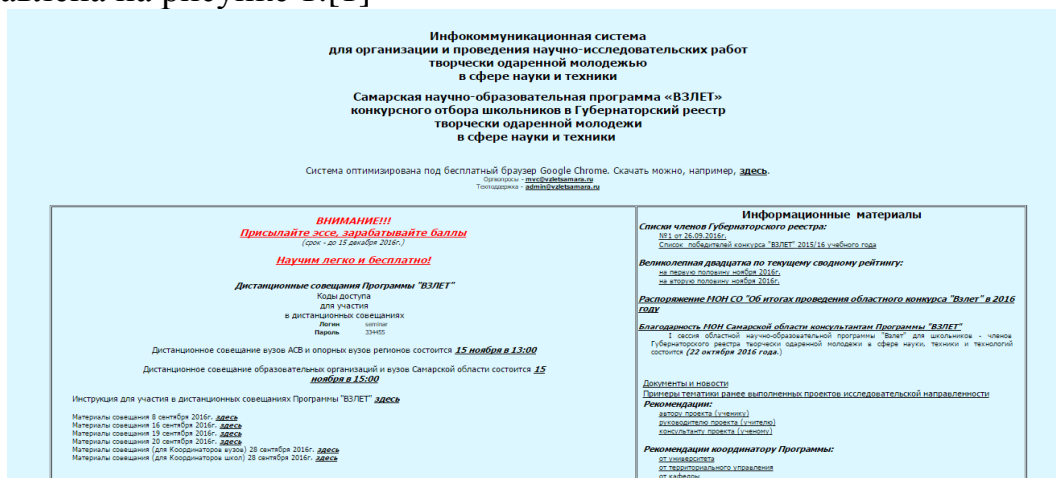 авлена на рисунке 1.[1]
Инфокоммуникационная система
для организации и проведения научно-исследовательских работ
творчески одаренной молодежью
в сфере науки и техники
Самарская научно-образовательная программа «ВЗЛЕТ»
конкурсного отбора школьников в Губернаторский реестр
творчески одаренной молодежи
в сфере науки и техники
Система оптимизирована под бесплатный браузер Google Chrome. Скачать можно, например, здесь.
Оргвопросы - mvc@vzletsamara.ru
Техподдержка - admin@vzletsamara.ru
ВНИМАНИЕ!!!
Присылайте эссе, зарабатывайте баллы
(срок - до 15 декабря 2016г.)
Научим легко и бесплатно!
Дистанционные совещания Программы "ВЗЛЕТ"
Коды доступа
для участия
в дистанционных совещаниях
Логин seminar
Пароль 334455
Дистанционное совещание вузов АСВ и опорных вузов регионов состоится 15 ноября в 13:00
Дистанционное совещание образовательных организаций и вузов Самарской области состоится 15
ноября в 15:00
Инструкция для участия в дистанционных совещаниях Программы "ВЗЛЕТ" здесь
Материалы совещания 8 сентября 2016г. здесь
Материалы совещания 16 сентября 2016г. здесь
Материалы совещания 19 сентября 2016г. здесь
Материалы совещания 20 сентября 2016г. здесь
Материалы совещания (для Координаторов вузов) 28 сентября 2016г. здесь
Материалы совещания (для Координаторов школ) 28 сентября 2016г. здесь
Информационные материалы
Списки членов Губернаторского реестра:
№1 от 26.09.2016г.
Список победителей конкурса "ВЗЛЕТ" 2015/16 учебного года
Великолепная двадцатка по текущему сводному рейтингу:
на первую половину ноября 2016г.
на вторую половину ноября 2016г.
Распоряжение МОН СО "Об итогах проведения областного конкурса "Взлет" в 2016
году
Благодарность МОН Самарской области консультантам Программы "ВЗЛЕТ"
I сессия областной научно-образовательной программы "Взлет" для школьников - членов
Губернаторского реестра творчески одаренной молодежи в сфере науки, техники и технологий
состоится (22 октября 2016 года.)
Документы и новости
Примеры тематики ранее выполненных проектов исследовательской направленности
Рекомендации:
автору проекта (ученику)
руководителю проекта (учителю)
консультанту проекта (ученому)
Рекомендации координатору Программы:
от университета
от территориального управления
от кафедры